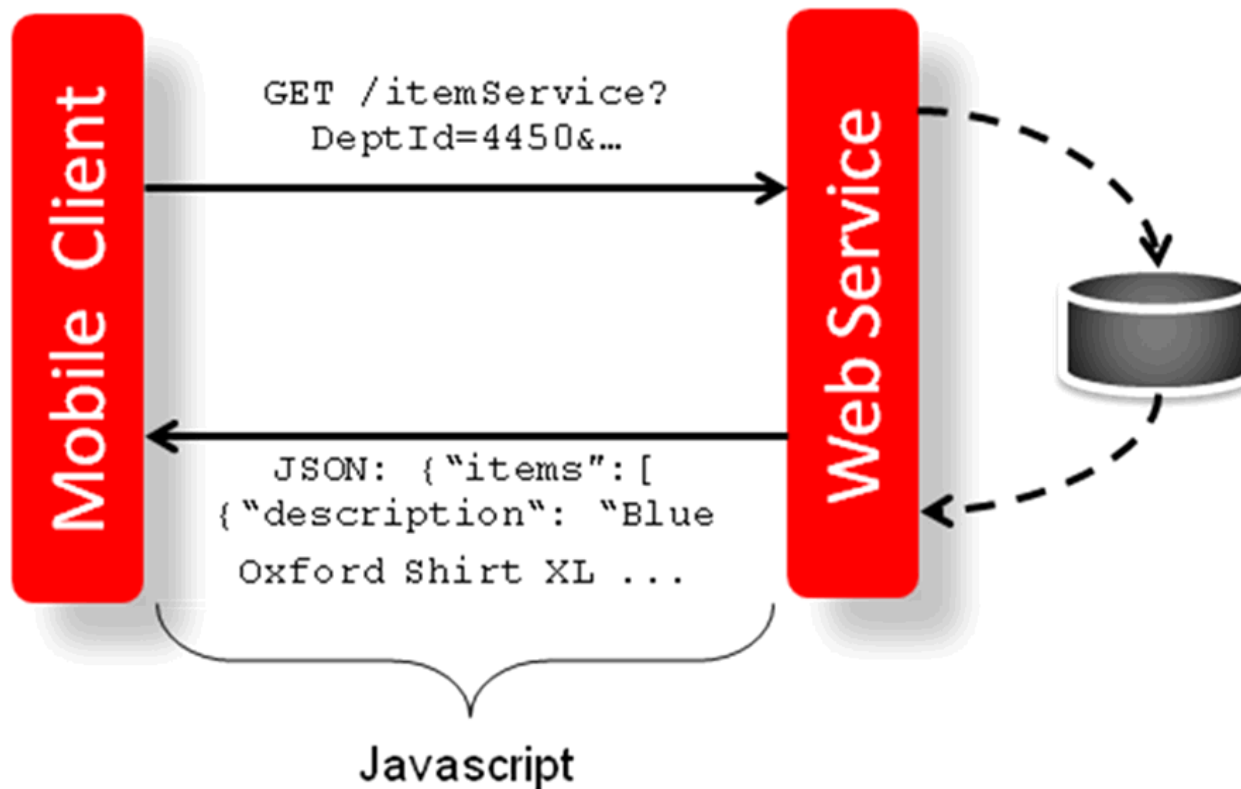 Mobile Client
GET /itemService?
DeptId=4450&…
Web Service
JSON: {“items”:[
{“description“: “Blue
Oxford Shirt XL ...
Javascript